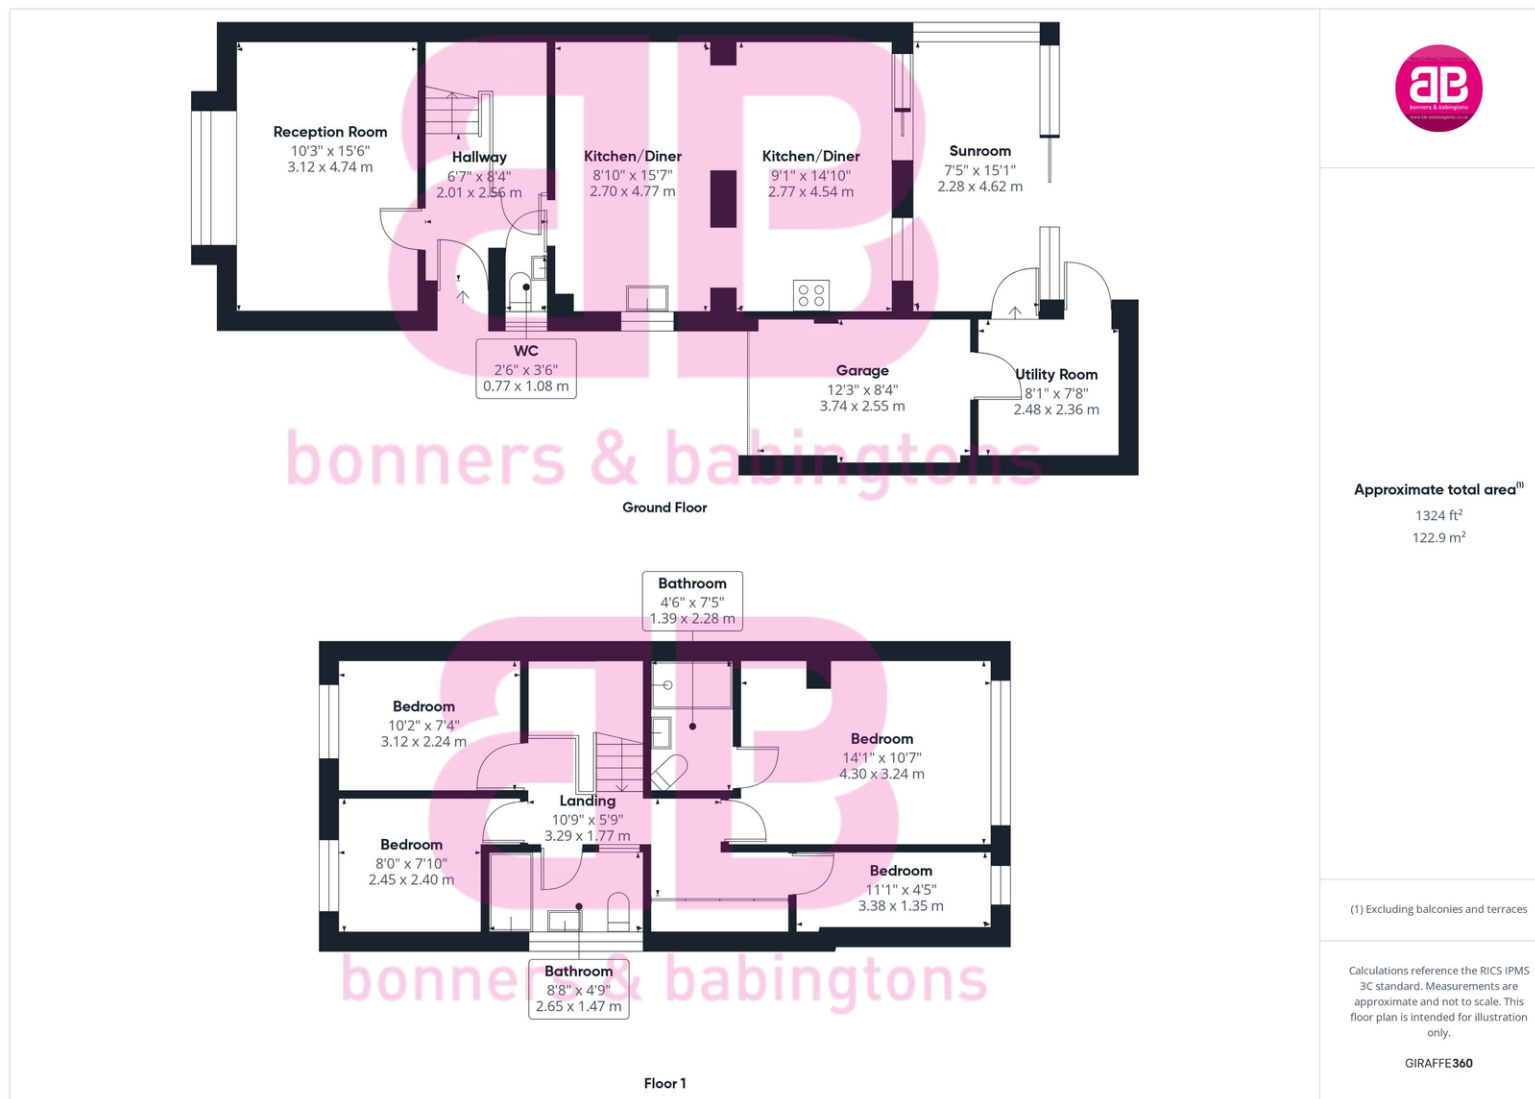 Reception Room
10'3" x 15'6"
3.12 x 4.74 m
Hallway
6'7" x 8'4"
2.01 x 2.56 m
Kitchen/Diner
8'10" x 15'7"
2.70 x 4.77 m
Kitchen/Diner
9'1" x 14'10"
2.77 x 4.54 m
Sunroom
7'5" x 15'1"
2.28 x 4.62 m
WC
2'6" x 3'6"
0.77 x 1.08 m
Garage
12'3" x 8'4"
3.74 x 2.55 m
Utility Room
8'1" x 7'8"
2.48 x 2.36 m
bonners & babingtons
Ground Floor
Bathroom
4'6" x 7'5"
1.39 x 2.28 m
Bedroom
10'2" x 7'4"
3.12 x 2.24 m
Bedroom
14'1" x 10'7"
4.30 x 3.24 m
Landing
10'9" x 5'9"
3.29 x 1.77 m
Bedroom
8'0" x 7'10"
2.45 x 2.40 m
Bedroom
11'1" x 4'5"
3.38 x 1.35 m
Bathroom
8'8" x 4'9"
2.65 x 1.47 m
bonners & babingtons
Floor 1
bonners & babingtons
Approximate total area(1)
1324 ft²
122.9 m²
(1) Excluding balconies and terraces
Calculations reference the RICS IPMS
3C standard. Measurements are
approximate and not to scale. This
floor plan is intended for illustration
only.
GIRAFFE360